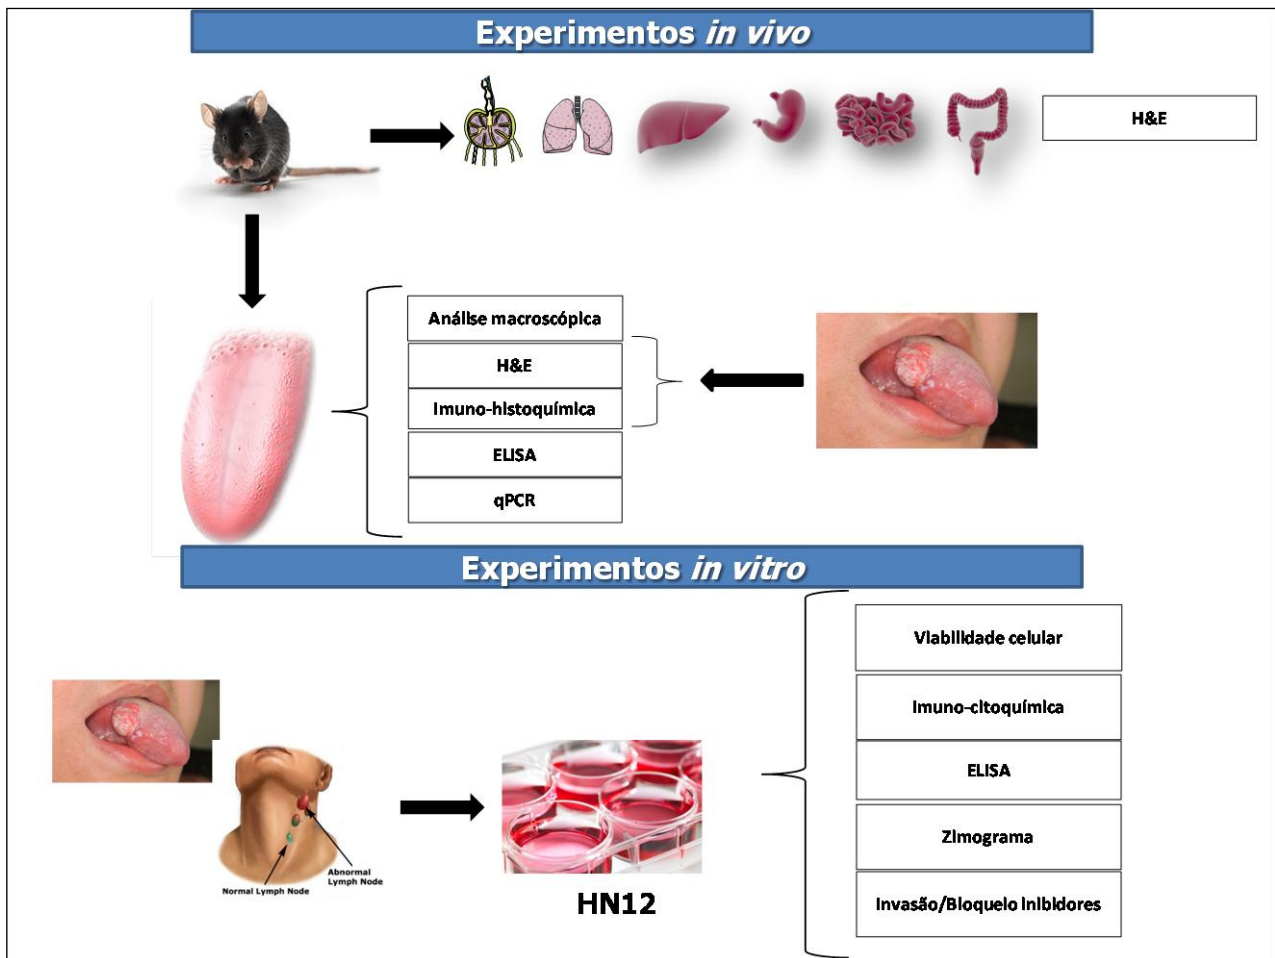 Experimentos in vivo
H&E
Análise macroscópica
H&E
Imuno-histoquímica
ELISA
qPCR
Experimentos in vitro
Viabilidade celular
Imuno-citoquímica
ELISA
Zimograma
Invasão/Bloqueio inibidores
Abnormal
Lymph Node
Normal Lymph Node
HN12